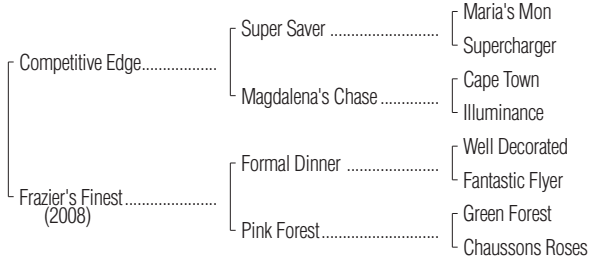 Maria's Mon
Super Saver ........................
Supercharger
Competitive Edge.................
Cape Town
Magdalena's Chase .............
Illuminance
Well Decorated
Formal Dinner ....................
Fantastic Flyer
Frazier's Finest.....................
(2008)
Green Forest
Pink Forest..........................
Chaussons Roses